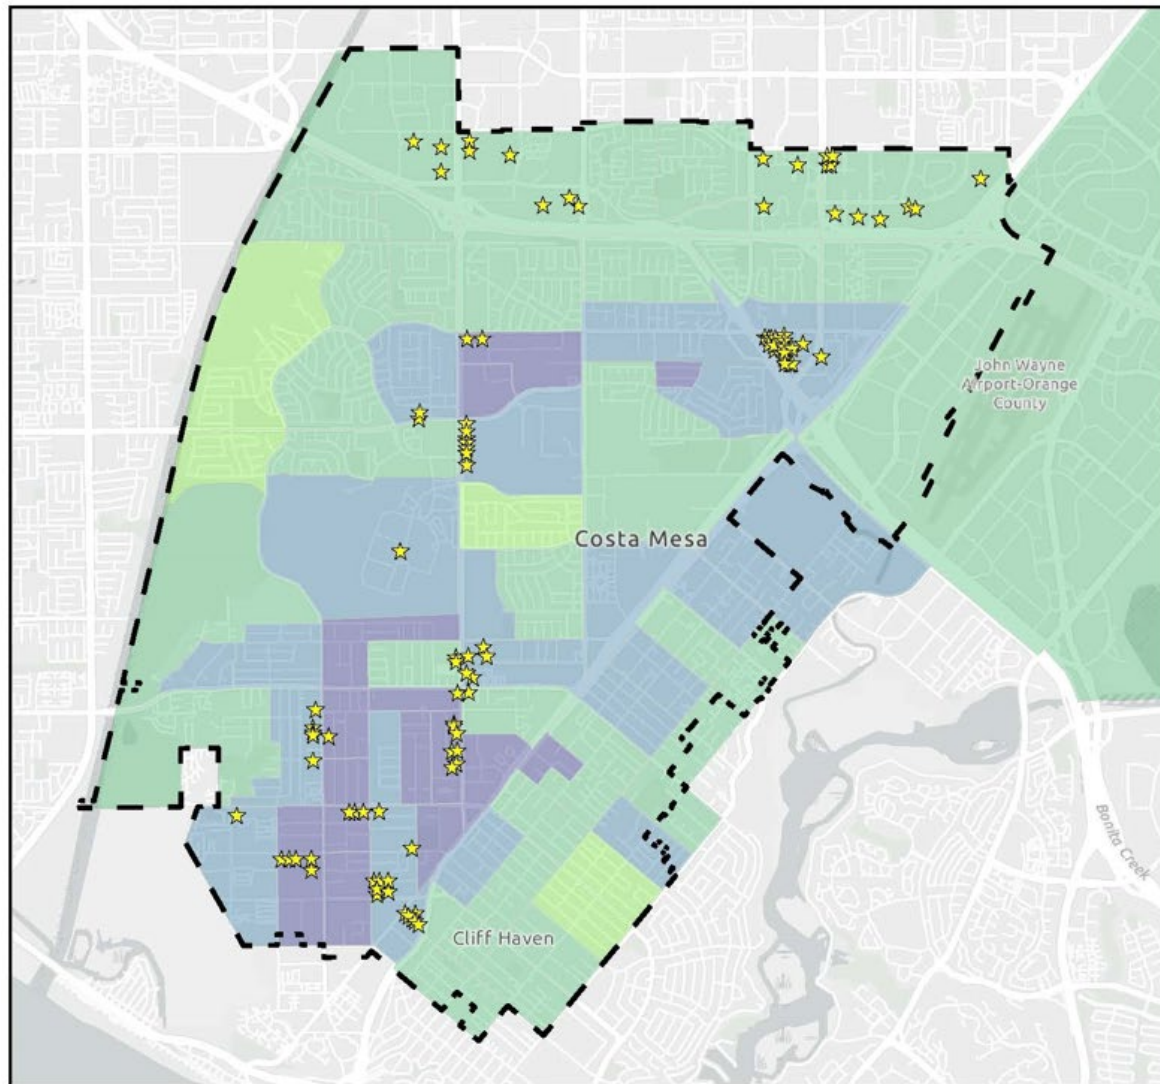 John Wayne
Airport-Orange
County
Costa Mesa
Bonita Creek
Cliff Haven